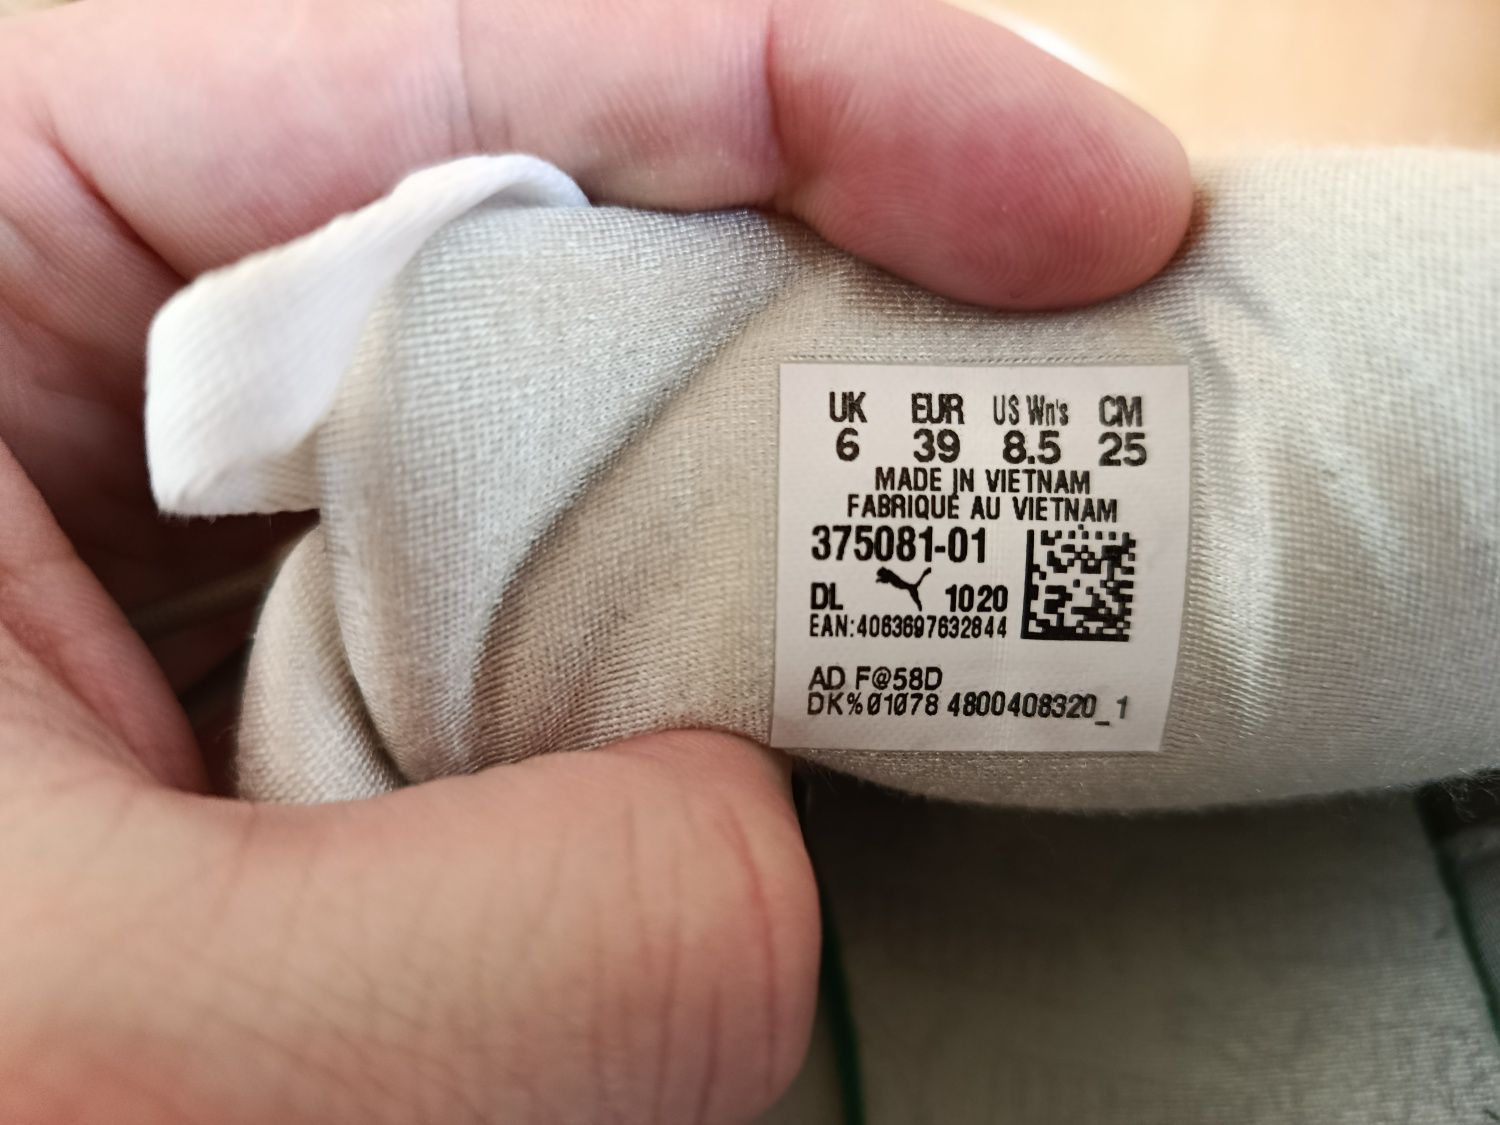 UK EUR US Wn's CM
6 39 8.5 25
MADE IN VIETNAM
FABRIQUÉ AU VIETNAM
375081-01
DL 1020
EAN:4063697632844
AD F@58D
DK%01078 4800408320_1